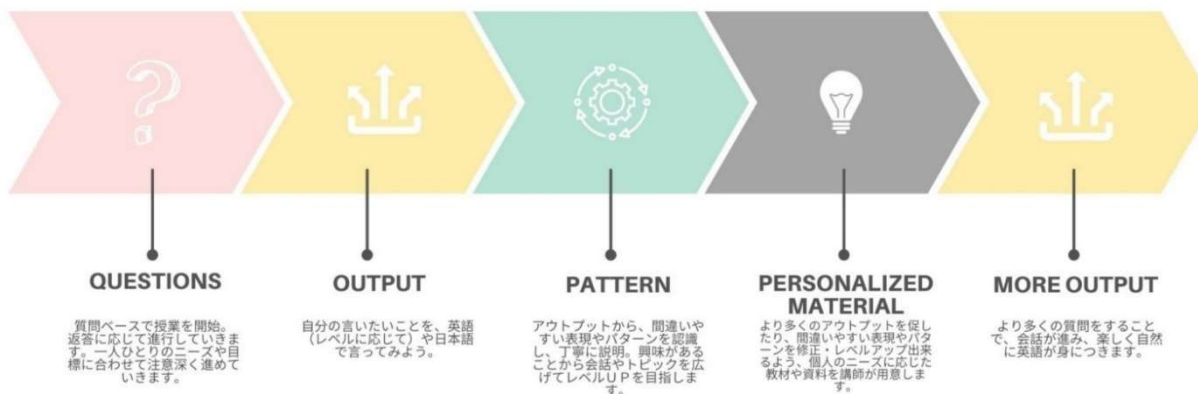 QUESTIONS
質問ベースで授業を開始。
返答に応じて進行していきま
す。一人ひとりのニーズや目
標に合わせて注意深く進めて
いきます。
OUTPUT
自分の言いたいことを、英語
（レベルに応じて）や日本語
で言ってみよう。
PATTERN
アウトプットから、間違いや
すい表現やパターンを認識
し、丁寧に説明。興味がある
ことから会話やトピックを広
げてレベルＵＰを目指しま
す。
PERSONALIZED
MATERIAL
より多くのアウトプットを促し
たり、間違いやすい表現やパタ
ーンを修正・レベルアップ出来
るよう、個人のニーズに応じた
教材や資料を講師が用意しま
す。
MORE OUTPUT
より多くの質問をすること
で、会話が進み、楽しく自然
に英語が身につきます。